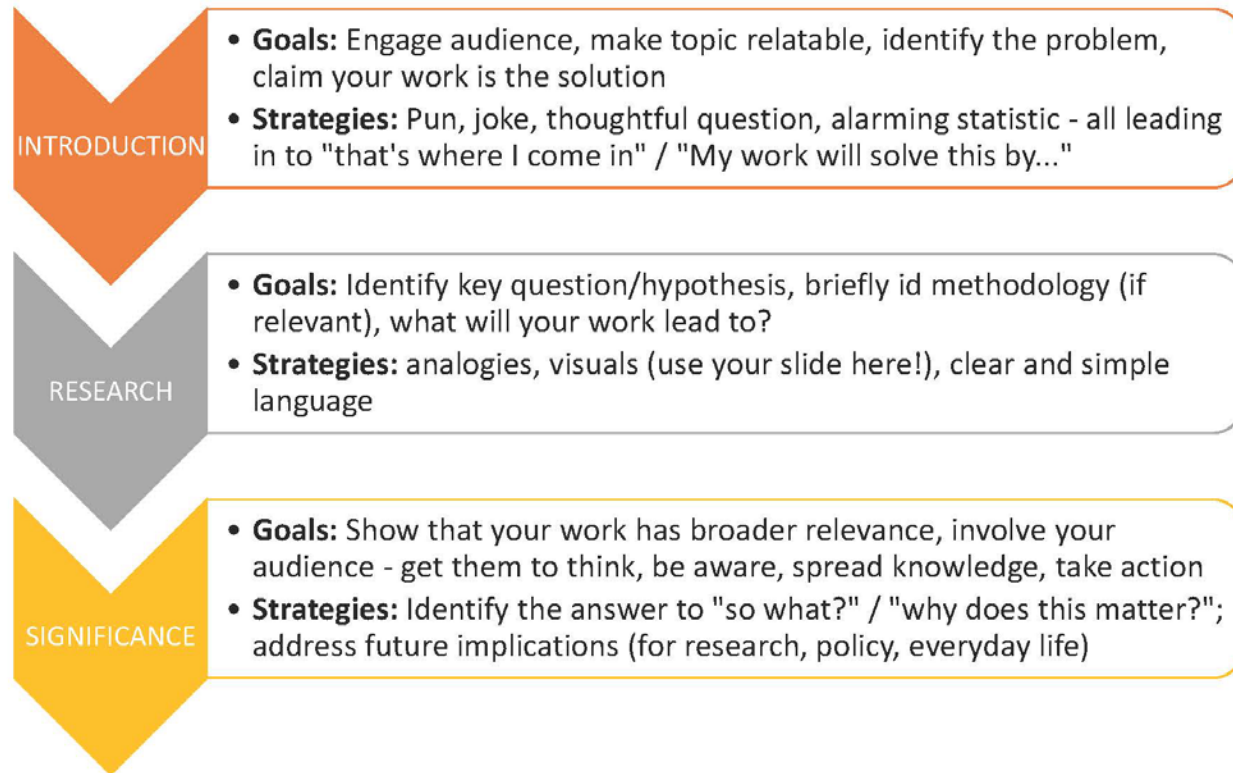 INTRODUCTION
• Goals: Engage audience, make topic relatable, identify the problem,
claim your work is the solution
• Strategies: Pun, joke, thoughtful question, alarming statistic - all leading
in to "that's where I come in" / "My work will solve this by..."
RESEARCH
• Goals: Identify key question/hypothesis, briefly id methodology (if
relevant), what will your work lead to?
• Strategies: analogies, visuals (use your slide here!), clear and simple
language
SIGNIFICANCE
• Goals: Show that your work has broader relevance, involve your
audience - get them to think, be aware, spread knowledge, take action
• Strategies: Identify the answer to "so what?" / "why does this matter?";
address future implications (for research, policy, everyday life)